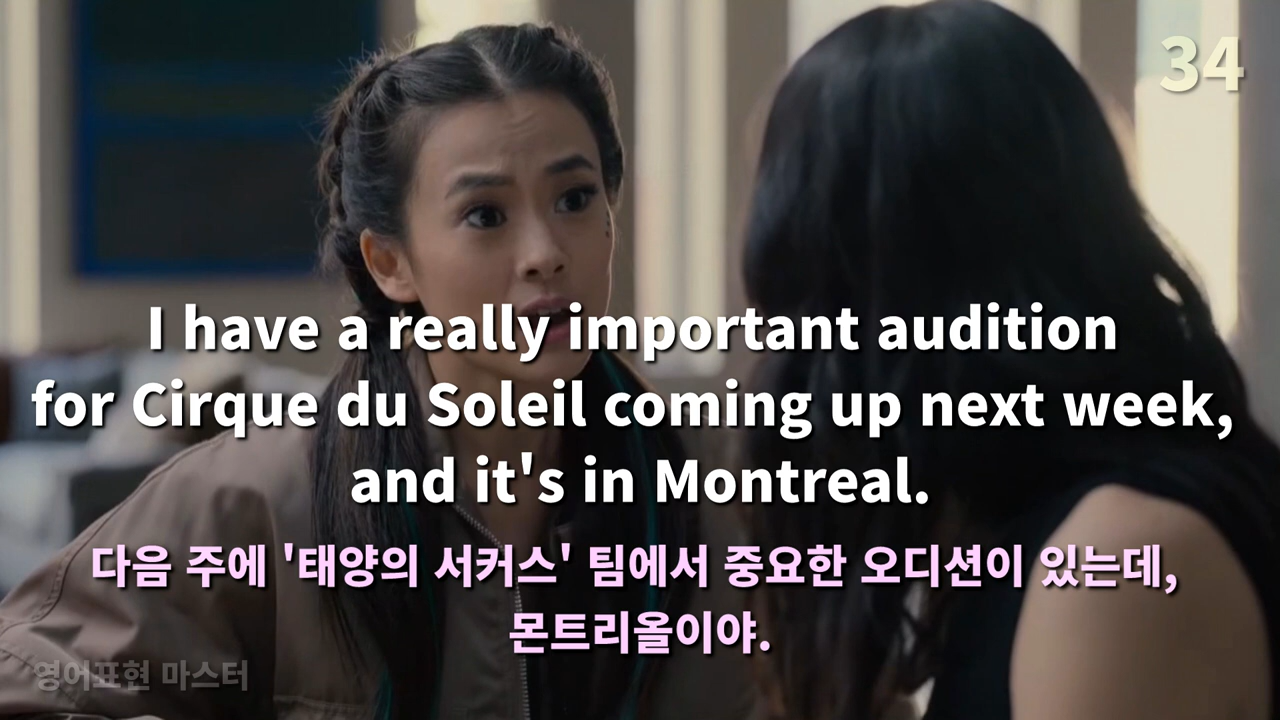 34
I have a really important audition
for Cirque du Soleil coming up next week,
and it's in Montreal.
다음 주에 '태양의 서커스' 팀에서 중요한 오디션이 있는데,
몬트리올이야.
영어표현 마스터